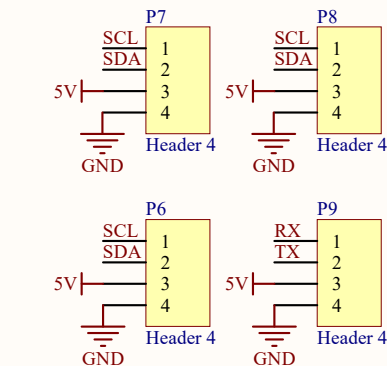 P7
SCL 1
SDA 2
5V 3
4
GND
Header 4
P8
SCL 1
SDA 2
5V 3
4
GND
Header 4
P6
SCL 1
SDA 2
5V 3
4
GND
Header 4
P9
RX 1
TX 2
5V 3
4
GND
Header 4